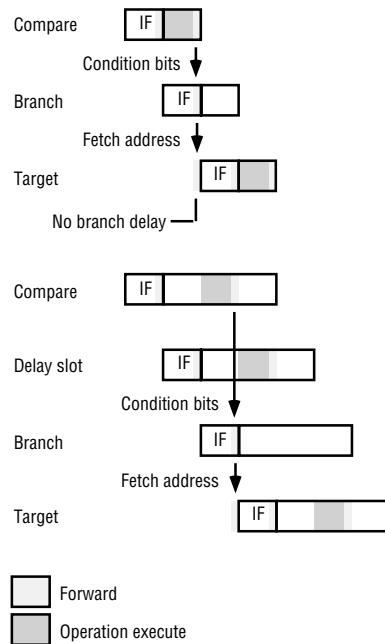 Compare
IF
Condition bits
Branch
IF
Fetch address
Target
IF
No branch delay
Compare
IF
Delay slot
IF
Condition bits
Branch
IF
Fetch address
Target
IF
Forward
Operation execute